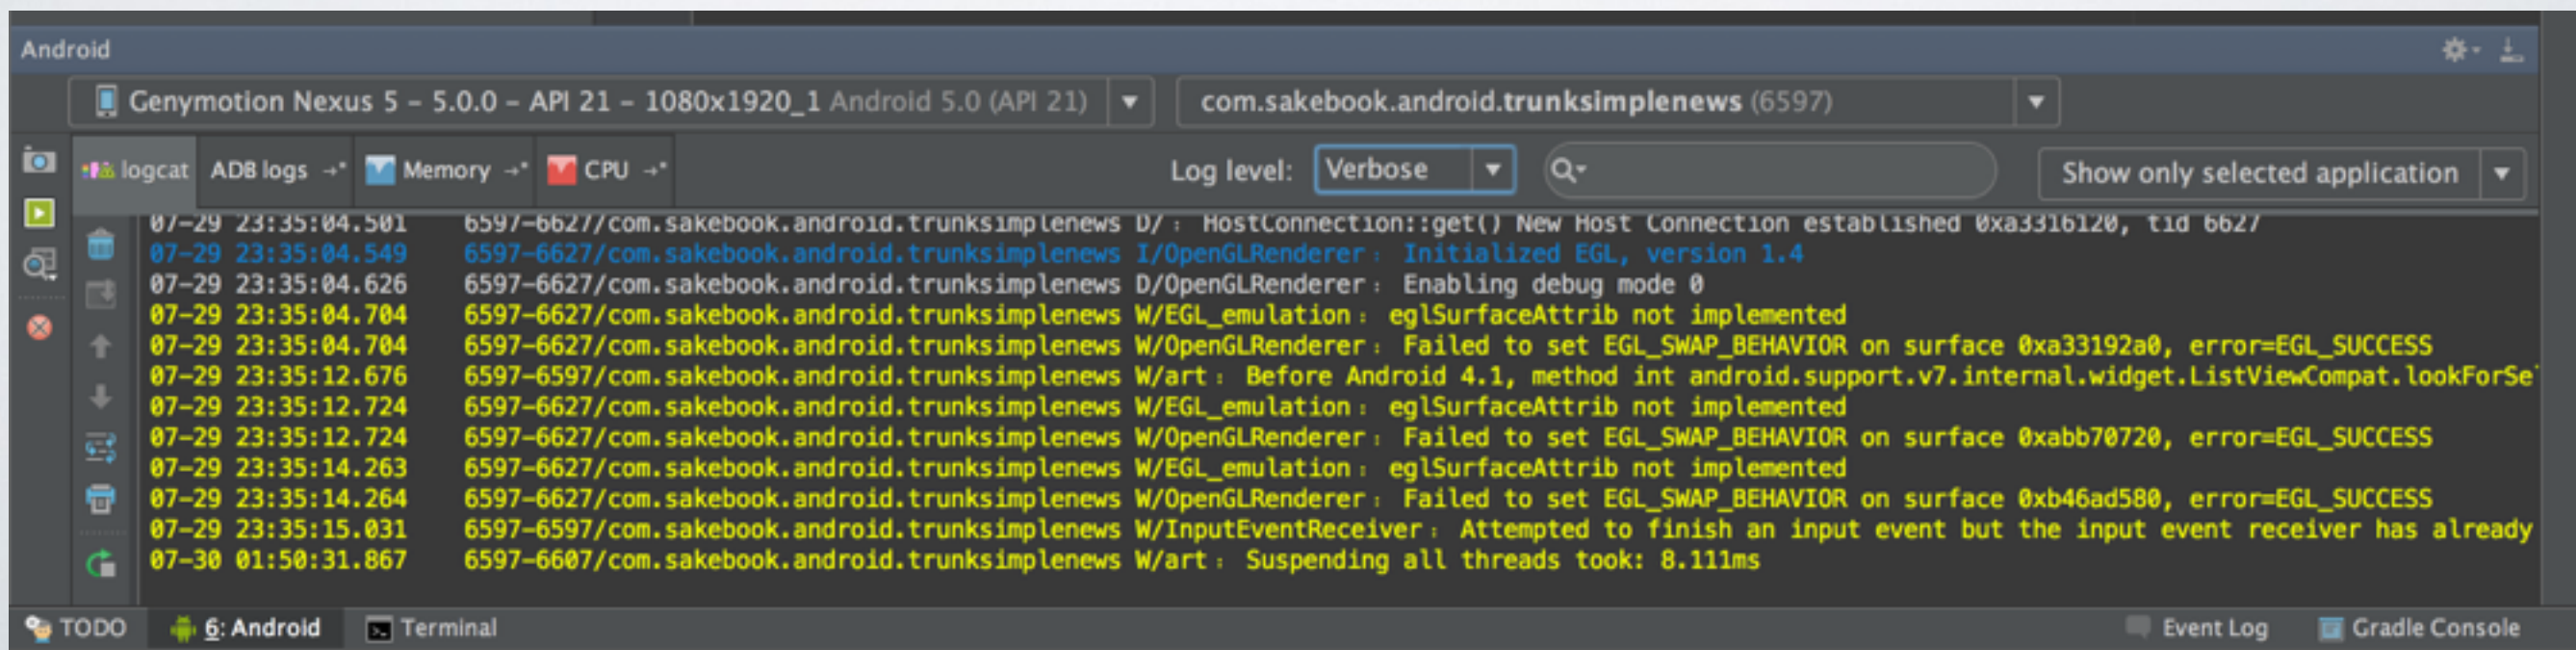 Android
Genymotion Nexus 5 – 5.0.0 – API 21 – 1080x1920_1 Android 5.0 (API 21) com.sakebook.android.trunksimplenews (6597)
logcat ADB logs Memory CPU Log level: Verbose Show only selected application
07-29 23:35:04.501 6597-6627/com.sakebook.android.trunksimplenews D/﹕ HostConnection::get() New Host Connection established 0xa3316120, tid 6627
07-29 23:35:04.549 6597-6627/com.sakebook.android.trunksimplenews I/OpenGLRenderer﹕ Initialized EGL, version 1.4
07-29 23:35:04.626 6597-6627/com.sakebook.android.trunksimplenews D/OpenGLRenderer﹕ Enabling debug mode 0
07-29 23:35:04.704 6597-6627/com.sakebook.android.trunksimplenews W/EGL_emulation﹕ eglSurfaceAttrib not implemented
07-29 23:35:04.704 6597-6627/com.sakebook.android.trunksimplenews W/OpenGLRenderer﹕ Failed to set EGL_SWAP_BEHAVIOR on surface 0xa33192a0, error=EGL_SUCCESS
07-29 23:35:12.676 6597-6597/com.sakebook.android.trunksimplenews W/art﹕ Before Android 4.1, method int android.support.v7.internal.widget.ListViewCompat.lookForSe
07-29 23:35:12.724 6597-6627/com.sakebook.android.trunksimplenews W/EGL_emulation﹕ eglSurfaceAttrib not implemented
07-29 23:35:12.724 6597-6627/com.sakebook.android.trunksimplenews W/OpenGLRenderer﹕ Failed to set EGL_SWAP_BEHAVIOR on surface 0xabb70720, error=EGL_SUCCESS
07-29 23:35:14.263 6597-6627/com.sakebook.android.trunksimplenews W/EGL_emulation﹕ eglSurfaceAttrib not implemented
07-29 23:35:14.264 6597-6627/com.sakebook.android.trunksimplenews W/OpenGLRenderer﹕ Failed to set EGL_SWAP_BEHAVIOR on surface 0xb46ad580, error=EGL_SUCCESS
07-29 23:35:15.031 6597-6597/com.sakebook.android.trunksimplenews W/InputEventReceiver﹕ Attempted to finish an input event but the input event receiver has already
07-30 01:50:31.867 6597-6607/com.sakebook.android.trunksimplenews W/art﹕ Suspending all threads took: 8.111ms
TODO 6: Android Terminal Event Log Gradle Console